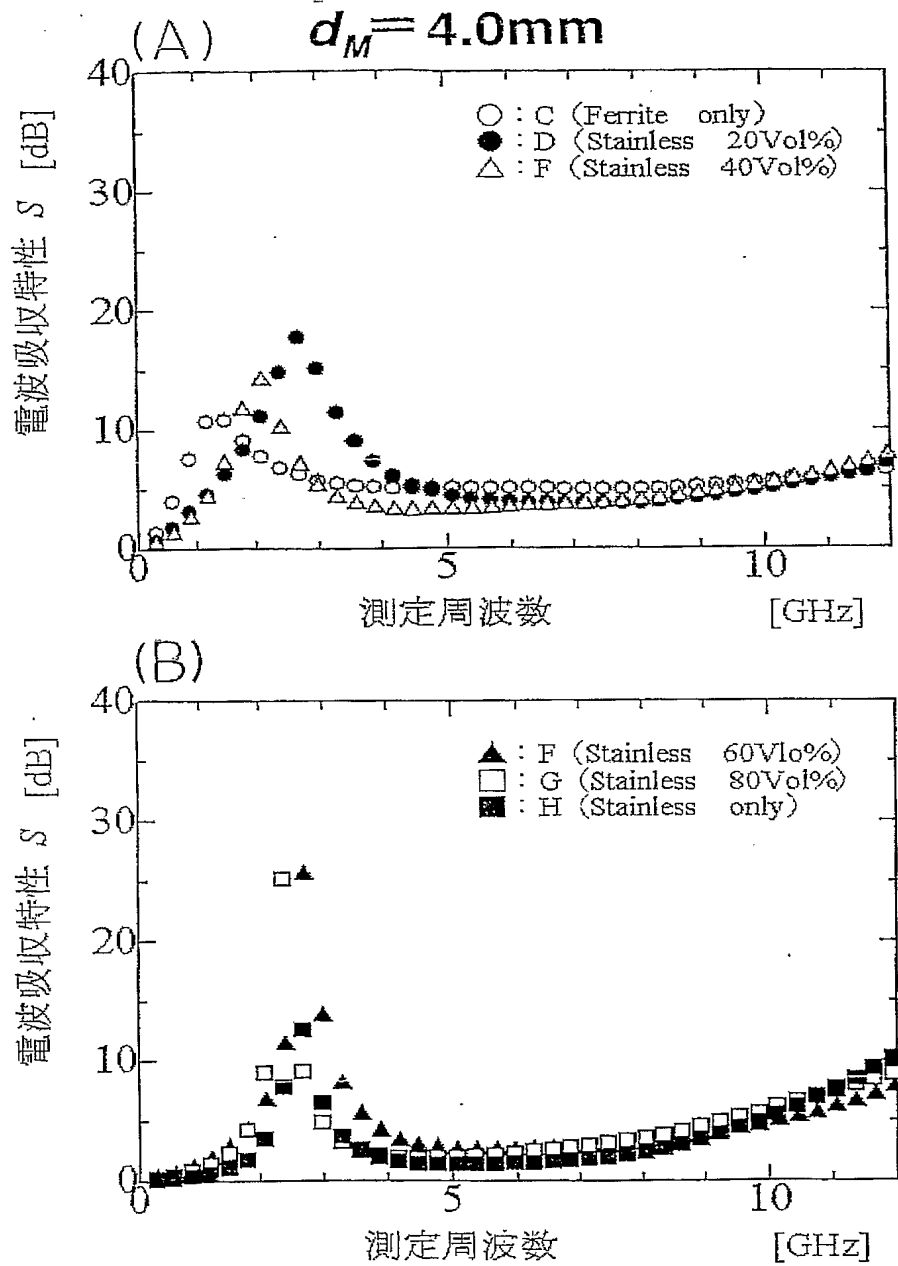 (A) d_M=4.0mm
電波吸収特性 S [dB]
40
30
20
10
0
○ : C (Ferrite only)
● : D (Stainless 20Vol%)
△ : F (Stainless 40Vol%)
0 5 10
測定周波数 [GHz]
(B)
電波吸収特性 S [dB]
40
30
20
10
0
▲ : F (Stainless 60Vlo%)
□ : G (Stainless 80Vol%)
■ : H (Stainless only)
0 5 10
測定周波数 [GHz]